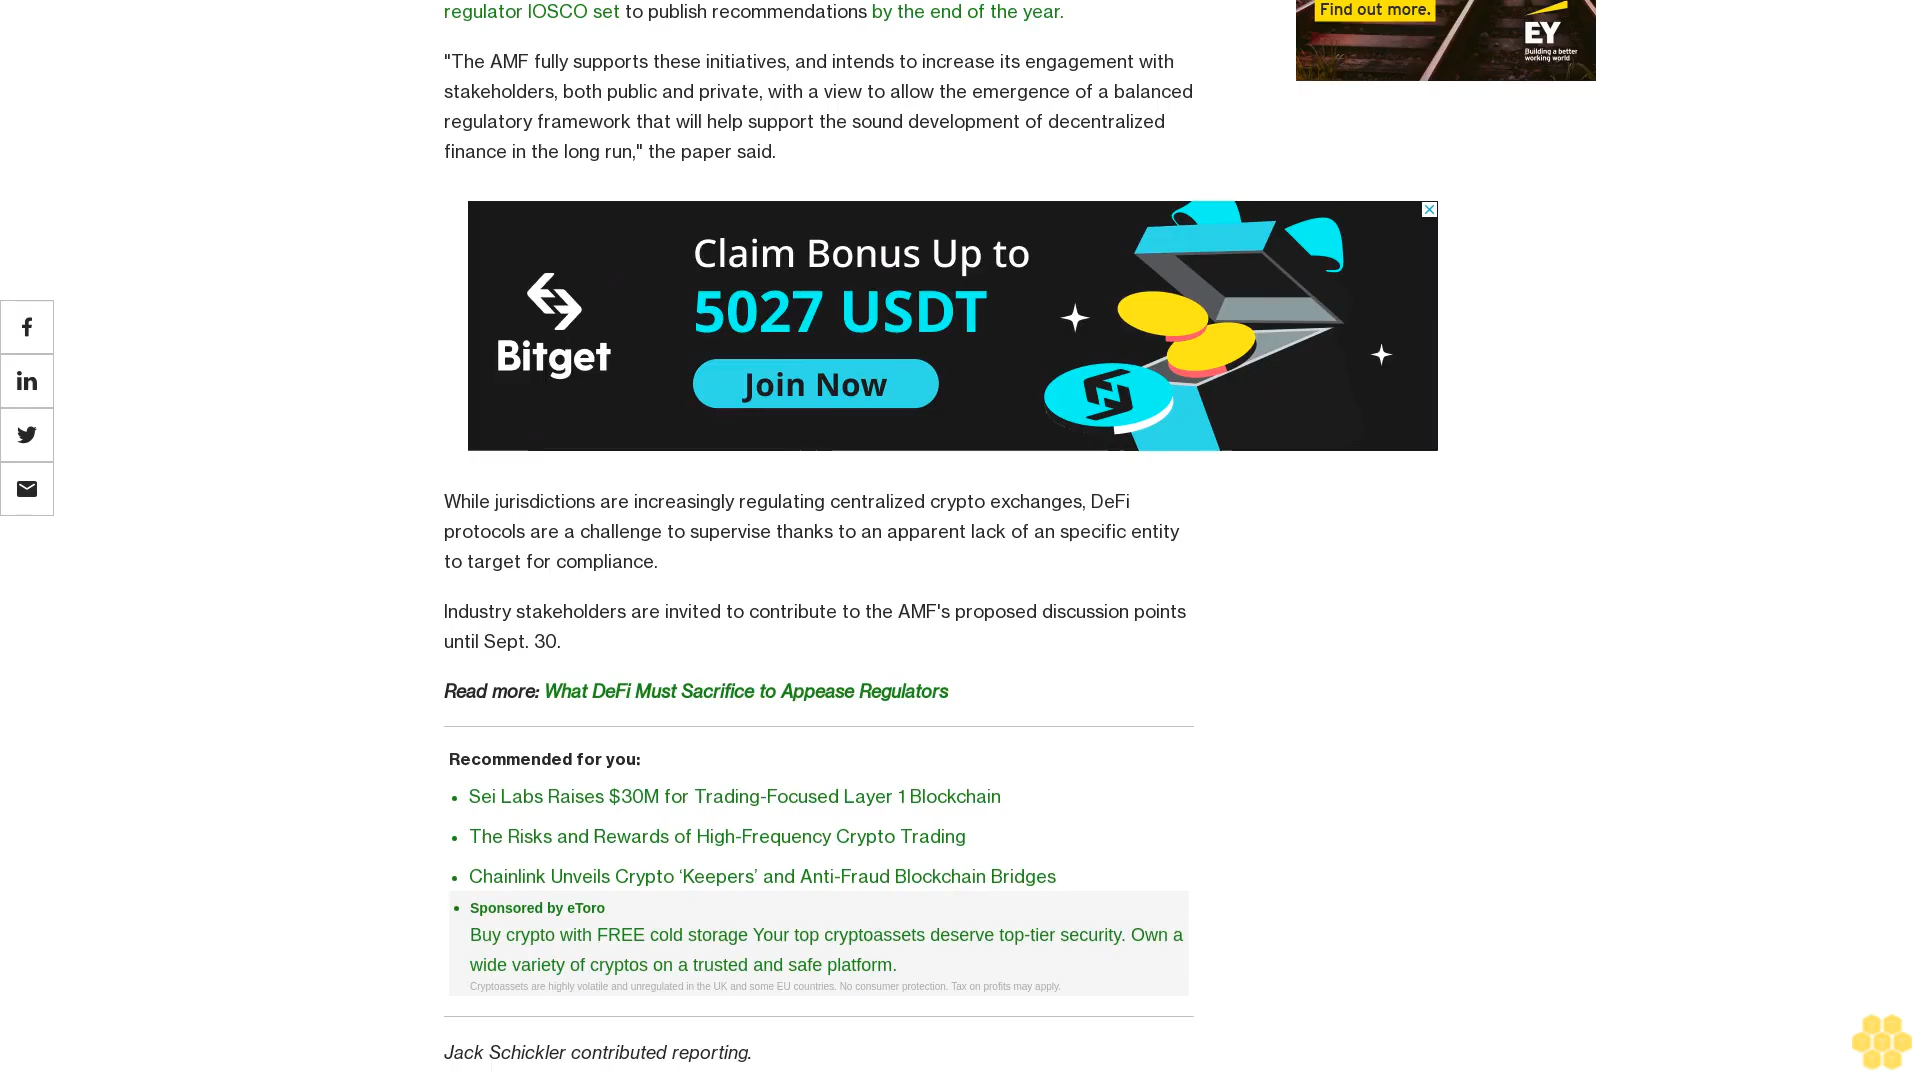 regulator IOSCO set to publish recommendations by the end of the year.
Find out more.
EY
Building a better
working world
"The AMF fully supports these initiatives, and intends to increase its engagement with
stakeholders, both public and private, with a view to allow the emergence of a balanced
regulatory framework that will help support the sound development of decentralized
finance in the long run," the paper said.
Claim Bonus Up to
5027 USDT
Bitget
Join Now
While jurisdictions are increasingly regulating centralized crypto exchanges, DeFi
protocols are a challenge to supervise thanks to an apparent lack of an specific entity
to target for compliance.
Industry stakeholders are invited to contribute to the AMF's proposed discussion points
until Sept. 30.
Read more: What DeFi Must Sacrifice to Appease Regulators
Recommended for you:
• Sei Labs Raises $30M for Trading-Focused Layer 1 Blockchain
• The Risks and Rewards of High-Frequency Crypto Trading
• Chainlink Unveils Crypto ‘Keepers’ and Anti-Fraud Blockchain Bridges
• Sponsored by eToro
Buy crypto with FREE cold storage Your top cryptoassets deserve top-tier security. Own a
wide variety of cryptos on a trusted and safe platform.
Cryptoassets are highly volatile and unregulated in the UK and some EU countries. No consumer protection. Tax on profits may apply.
Jack Schickler contributed reporting.